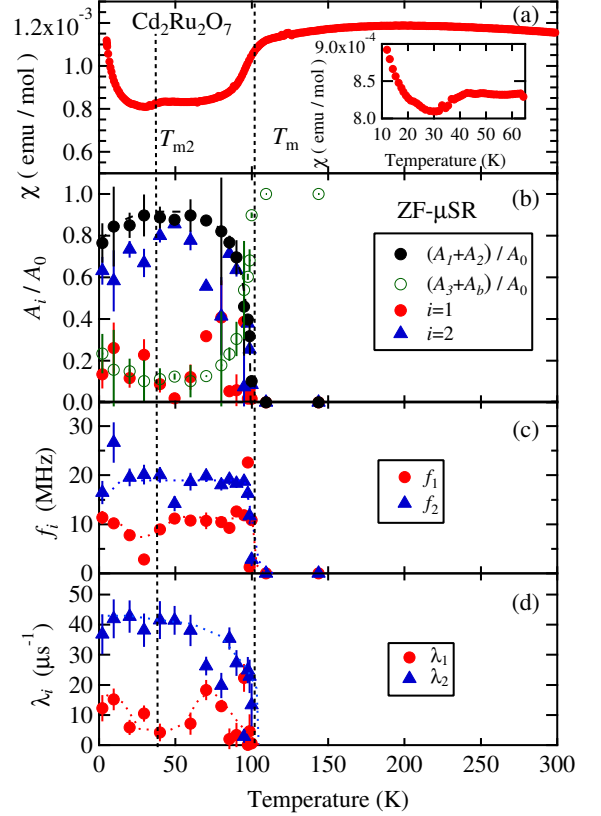 (a)
Cd₂Ru₂O₇
1.2x10⁻³
1.0
0.8
0.6
χ ( emu / mol )
T_m2
T_m
9.0x10⁻⁴
8.5
8.0
χ ( emu / mol )
10 20 30 40 50 60
Temperature (K)
(b)
ZF-μSR
1.0
0.8
0.6
0.4
0.2
0.0
A_i / A_0
(A_1+A_2) / A_0
(A_3+A_b) / A_0
i=1
i=2
(c)
40
30
20
10
0
f_i (MHz)
f_1
f_2
(d)
50
40
30
20
10
0
λ_i (μs⁻¹)
λ_1
λ_2
0 50 100 150 200 250 300
Temperature (K)